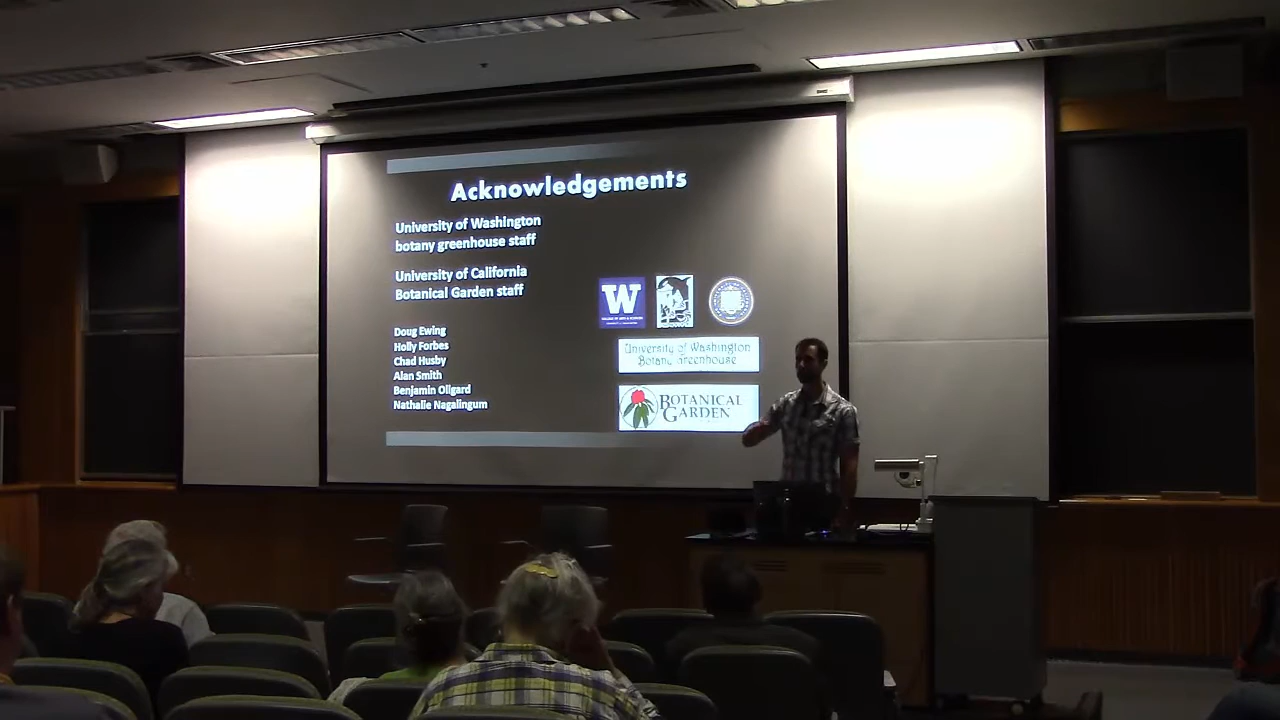 Acknowledgements
University of Washington
botany greenhouse staff
University of California
Botanical Garden staff
Doug Ewing
Holly Forbes
Chad Husby
Alan Smith
Benjamin Ollgard
Nathalie Nagalingum
W
University of Washington
Botany Greenhouse
BOTANICAL
GARDEN